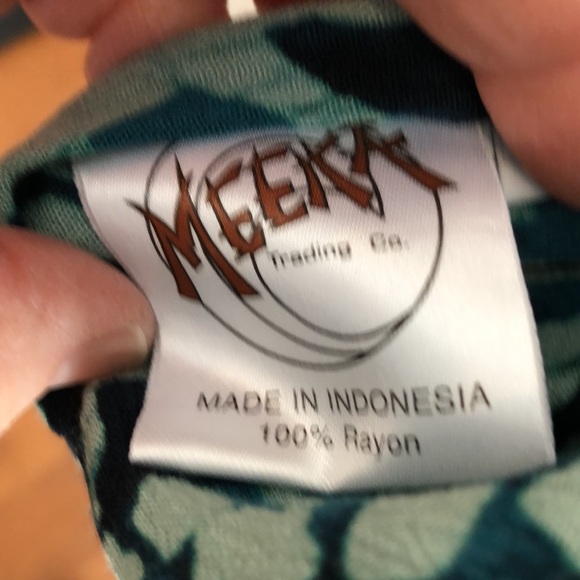 MEEKA
Trading Co.
MADE IN INDONESIA
100% Rayon